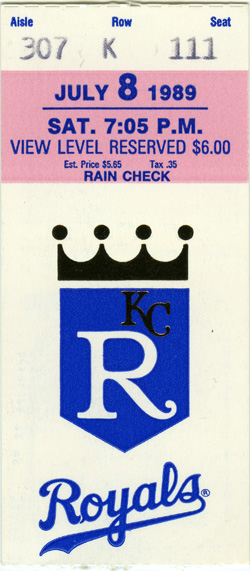 Aisle Row Seat
307 K 111
JULY 8 1989
SAT. 7:05 P.M.
VIEW LEVEL RESERVED $6.00
Est. Price $5.65 Tax .35
RAIN CHECK
KC
R
Royals®